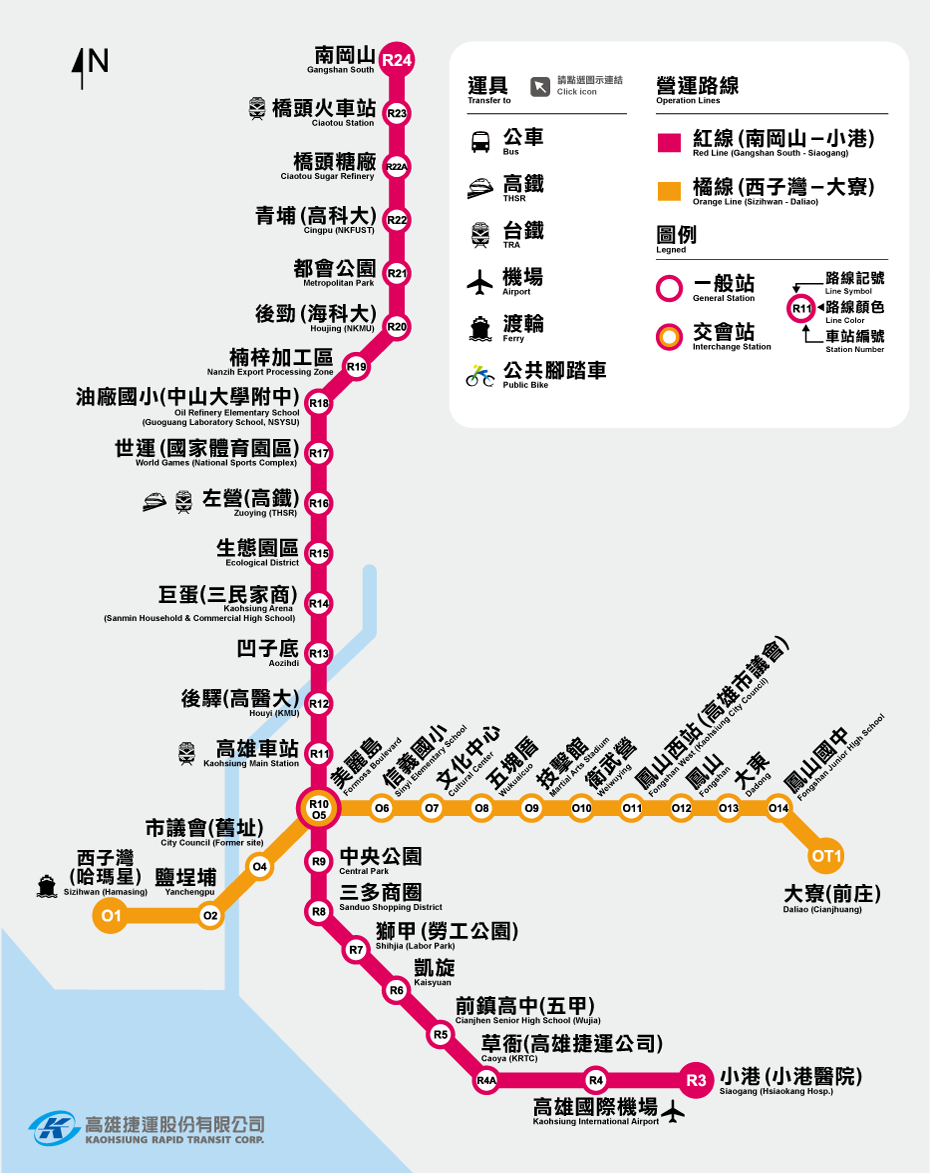 N
南岡山
Gangshan South
R24
橋頭火車站
Ciaotou Station
R23
橋頭糖廠
Ciaotou Sugar Refinery
R22A
青埔(高科大)
Cingpu (NKFUST)
R22
都會公園
Metropolitan Park
R21
後勁(海科大)
Houjing (NKMU)
R20
楠梓加工區
Nanzih Export Processing Zone
R19
油廠國小(中山大學附中)
Oil Refinery Elementary School
(Guoguang Laboratory School, NSYSU)
R18
世運(國家體育園區)
World Games (National Sports Complex)
R17
左營(高鐵)
Zuoying (THSR)
R16
生態園區
Ecological District
R15
巨蛋(三民家商)
Kaohsiung Arena
(Sanmin Household & Commercial High School)
R14
凹子底
Aozihdi
R13
後驛(高醫大)
Houyi (KMU)
R12
高雄車站
Kaohsiung Main Station
R11
美麗島
Formosa Boulevard
R10
O5
信義國小
Sinyi Elementary School
O6
文化中心
Cultural Center
O7
五塊厝
Wukuaicuo
O8
技擊館
Martial Arts Stadium
O9
衛武營
Weiwuying
O10
鳳山西站(高雄市議會)
Fongshan West (Kaohsiung City Council)
O11
鳳山
Fongshan
O12
大東
Dadong
O13
鳳山國中
Fongshan Junior High School
O14
OT1
大寮(前庄)
Daliao (Cianjhuang)
市議會(舊址)
City Council (Former site)
O4
鹽埕埔
Yanchengpu
O2
西子灣
(哈瑪星)
Sizihwan (Hamasing)
O1
R9
中央公園
Central Park
R8
三多商圈
Sanduo Shopping District
R7
獅甲(勞工公園)
Shihjia (Labor Park)
R6
凱旋
Kaisyuan
R5
前鎮高中(五甲)
Cianjhen Senior High School (Wujia)
R4A
草衙(高雄捷運公司)
Caoya (KRTC)
R4
高雄國際機場
Kaohsiung International Airport
R3
小港(小港醫院)
Siaogang (Hsiaokang Hosp.)
運具
Transfer to
請點選圖示連結
Click icon
公車
Bus
高鐵
THSR
台鐵
TRA
機場
Airport
渡輪
Ferry
公共腳踏車
Public Bike
營運路線
Operation Lines
紅線(南岡山–小港)
Red Line (Gangshan South - Siaogang)
橘線(西子灣–大寮)
Orange Line (Sizihwan - Daliao)
圖例
Legned
一般站
General Station
交會站
Interchange Station
R11
路線記號
Line Symbol
路線顏色
Line Color
車站編號
Station Number
高雄捷運股份有限公司
KAOHSIUNG RAPID TRANSIT CORP.